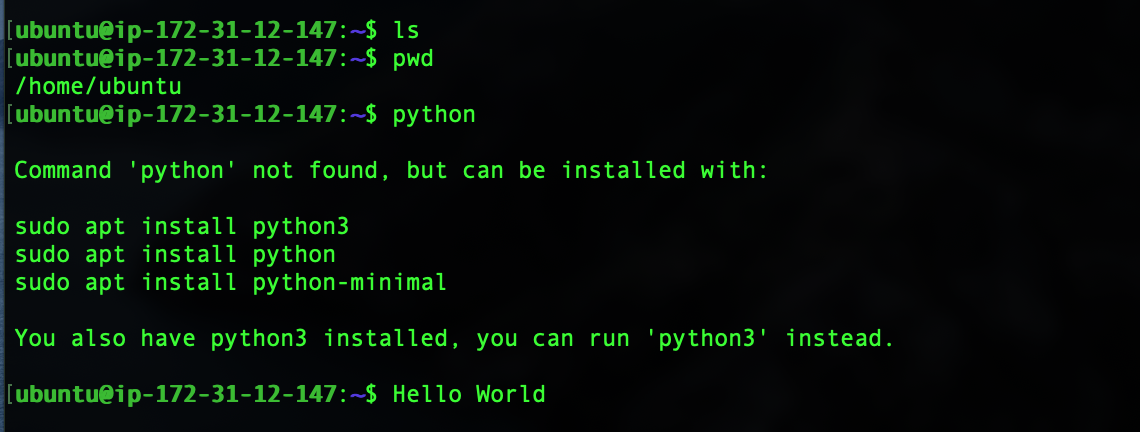 [ubuntu@ip-172-31-12-147:~$ ls
[ubuntu@ip-172-31-12-147:~$ pwd
/home/ubuntu
[ubuntu@ip-172-31-12-147:~$ python
Command 'python' not found, but can be installed with:
sudo apt install python3
sudo apt install python
sudo apt install python-minimal
You also have python3 installed, you can run 'python3' instead.
[ubuntu@ip-172-31-12-147:~$ Hello World